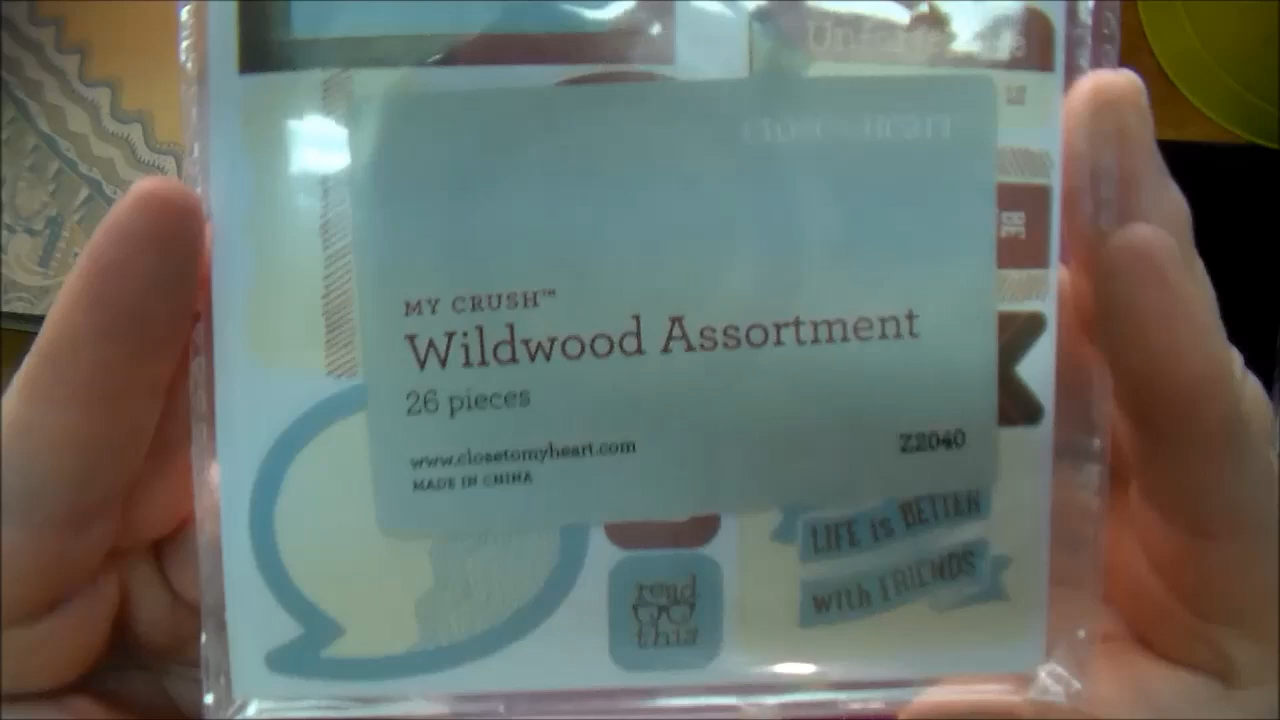 MY CRUSH™
Wildwood Assortment
26 pieces
www.closetomyheart.com
Z2040
MADE IN CHINA
LIFE is BETTER
with FRIENDS
read
this